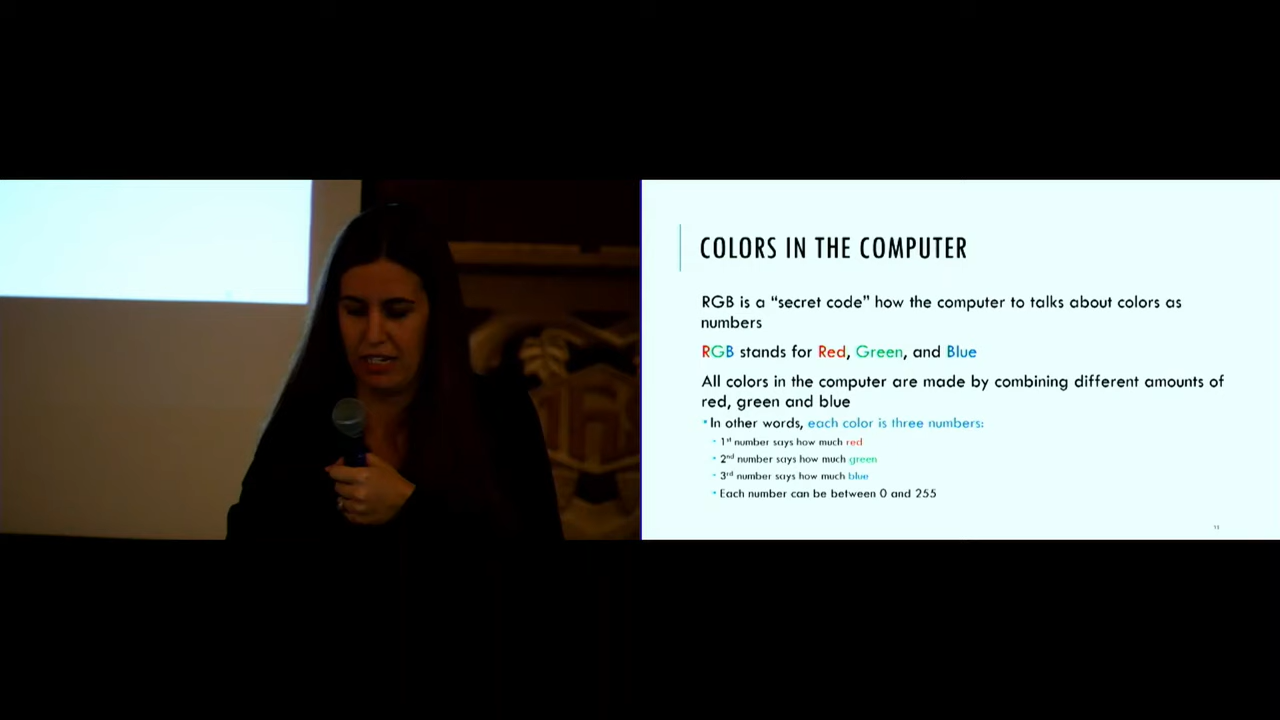 COLORS IN THE COMPUTER
RGB is a “secret code” how the computer to talks about colors as
numbers
RGB stands for Red, Green, and Blue
All colors in the computer are made by combining different amounts of
red, green and blue
• In other words, each color is three numbers:
• 1st number says how much red
• 2nd number says how much green
• 3rd number says how much blue
• Each number can be between 0 and 255